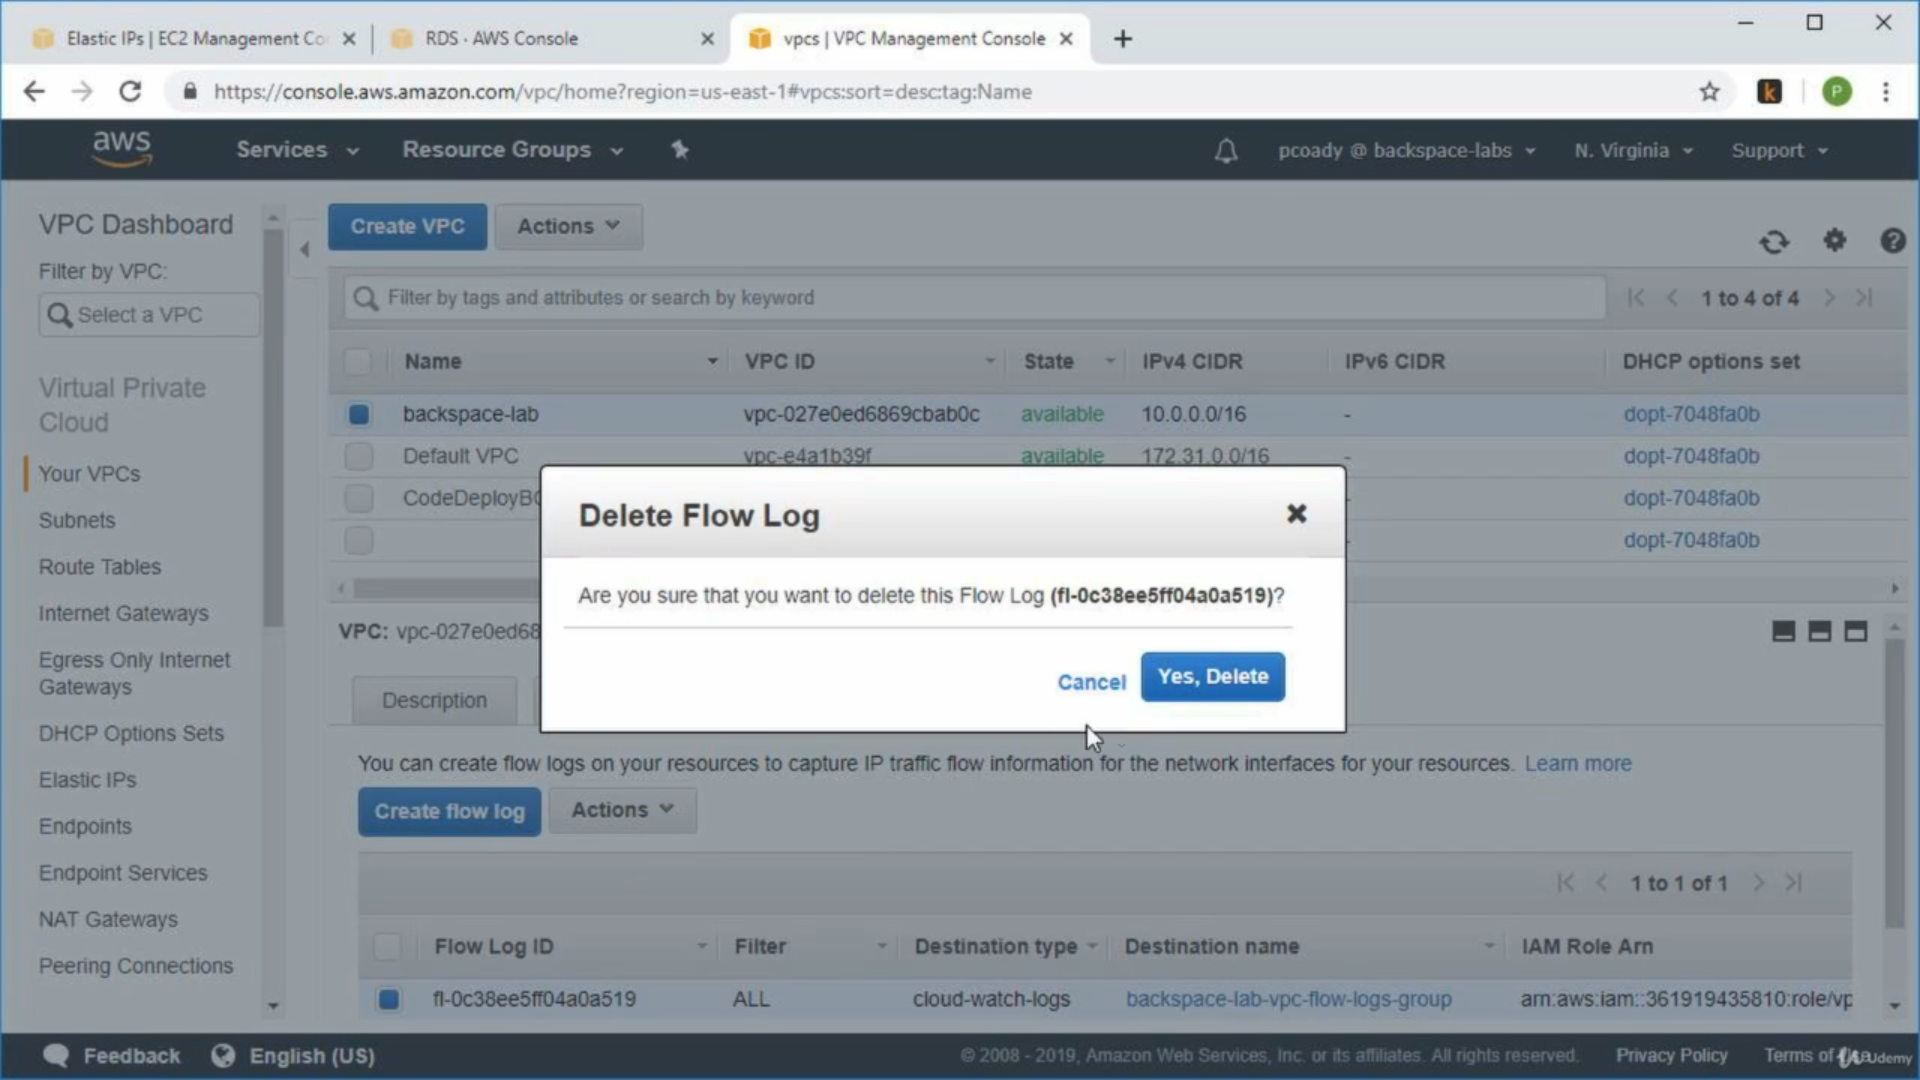 Elastic IPs | EC2 Management Co
RDS · AWS Console
vpcs | VPC Management Console
https://console.aws.amazon.com/vpc/home?region=us-east-1#vpcs:sort=desc:tag:Name
k
P
aws
Services
Resource Groups
pcoady @ backspace-labs
N. Virginia
Support
VPC Dashboard
Filter by VPC:
Select a VPC
Virtual Private
Cloud
Your VPCs
Subnets
Route Tables
Internet Gateways
Egress Only Internet
Gateways
DHCP Options Sets
Elastic IPs
Endpoints
Endpoint Services
NAT Gateways
Peering Connections
Create VPC
Actions
Filter by tags and attributes or search by keyword
1 to 4 of 4
Name VPC ID State IPv4 CIDR IPv6 CIDR DHCP options set
backspace-lab vpc-027e0ed6869cbab0c available 10.0.0.0/16 - dopt-7048fa0b
Default VPC vpc-e4a1b39f available 172.31.0.0/16 - dopt-7048fa0b
CodeDeploy - dopt-7048fa0b
- dopt-7048fa0b
Delete Flow Log
Are you sure that you want to delete this Flow Log (fl-0c38ee5ff04a0a519)?
Cancel
Yes, Delete
VPC: vpc-027e0ed68
Description
You can create flow logs on your resources to capture IP traffic flow information for the network interfaces for your resources. Learn more
Create flow log
Actions
1 to 1 of 1
Flow Log ID Filter Destination type Destination name IAM Role Arn
fl-0c38ee5ff04a0a519 ALL cloud-watch-logs backspace-lab-vpc-flow-logs-group arn:aws:iam::361919435810:role/vp
Feedback
English (US)
© 2008 - 2019, Amazon Web Services, Inc. or its affiliates. All rights reserved.
Privacy Policy
Terms of
Udemy